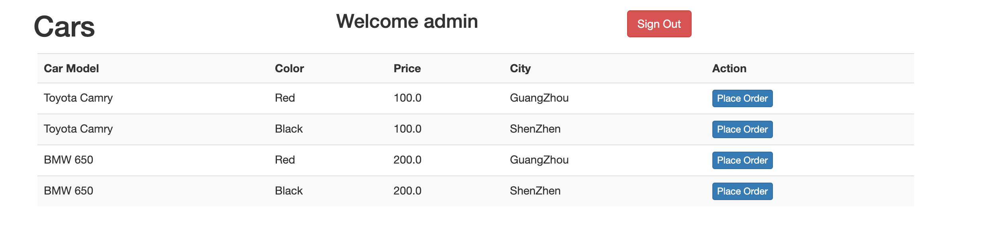 Cars Welcome admin Sign Out
Car Model Color Price City Action
Toyota Camry Red 100.0 GuangZhou Place Order
Toyota Camry Black 100.0 ShenZhen Place Order
BMW 650 Red 200.0 GuangZhou Place Order
BMW 650 Black 200.0 ShenZhen Place Order